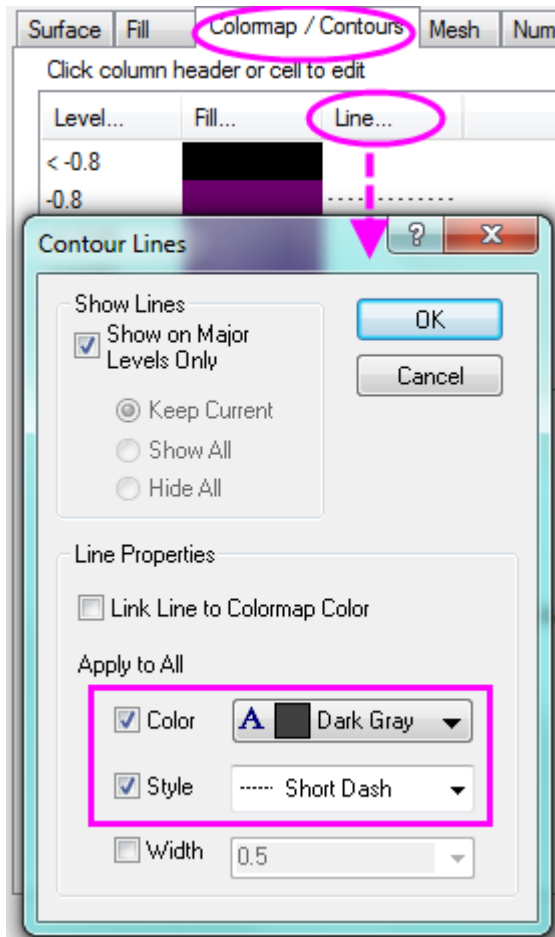 Surface Fill Colormap / Contours Mesh Num
Click column header or cell to edit
Level... Fill... Line...
< -0.8
-0.8
Contour Lines
Show Lines
Show on Major
Levels Only
OK
Cancel
Keep Current
Show All
Hide All
Line Properties
Link Line to Colormap Color
Apply to All
Color A Dark Gray
Style Short Dash
Width 0.5